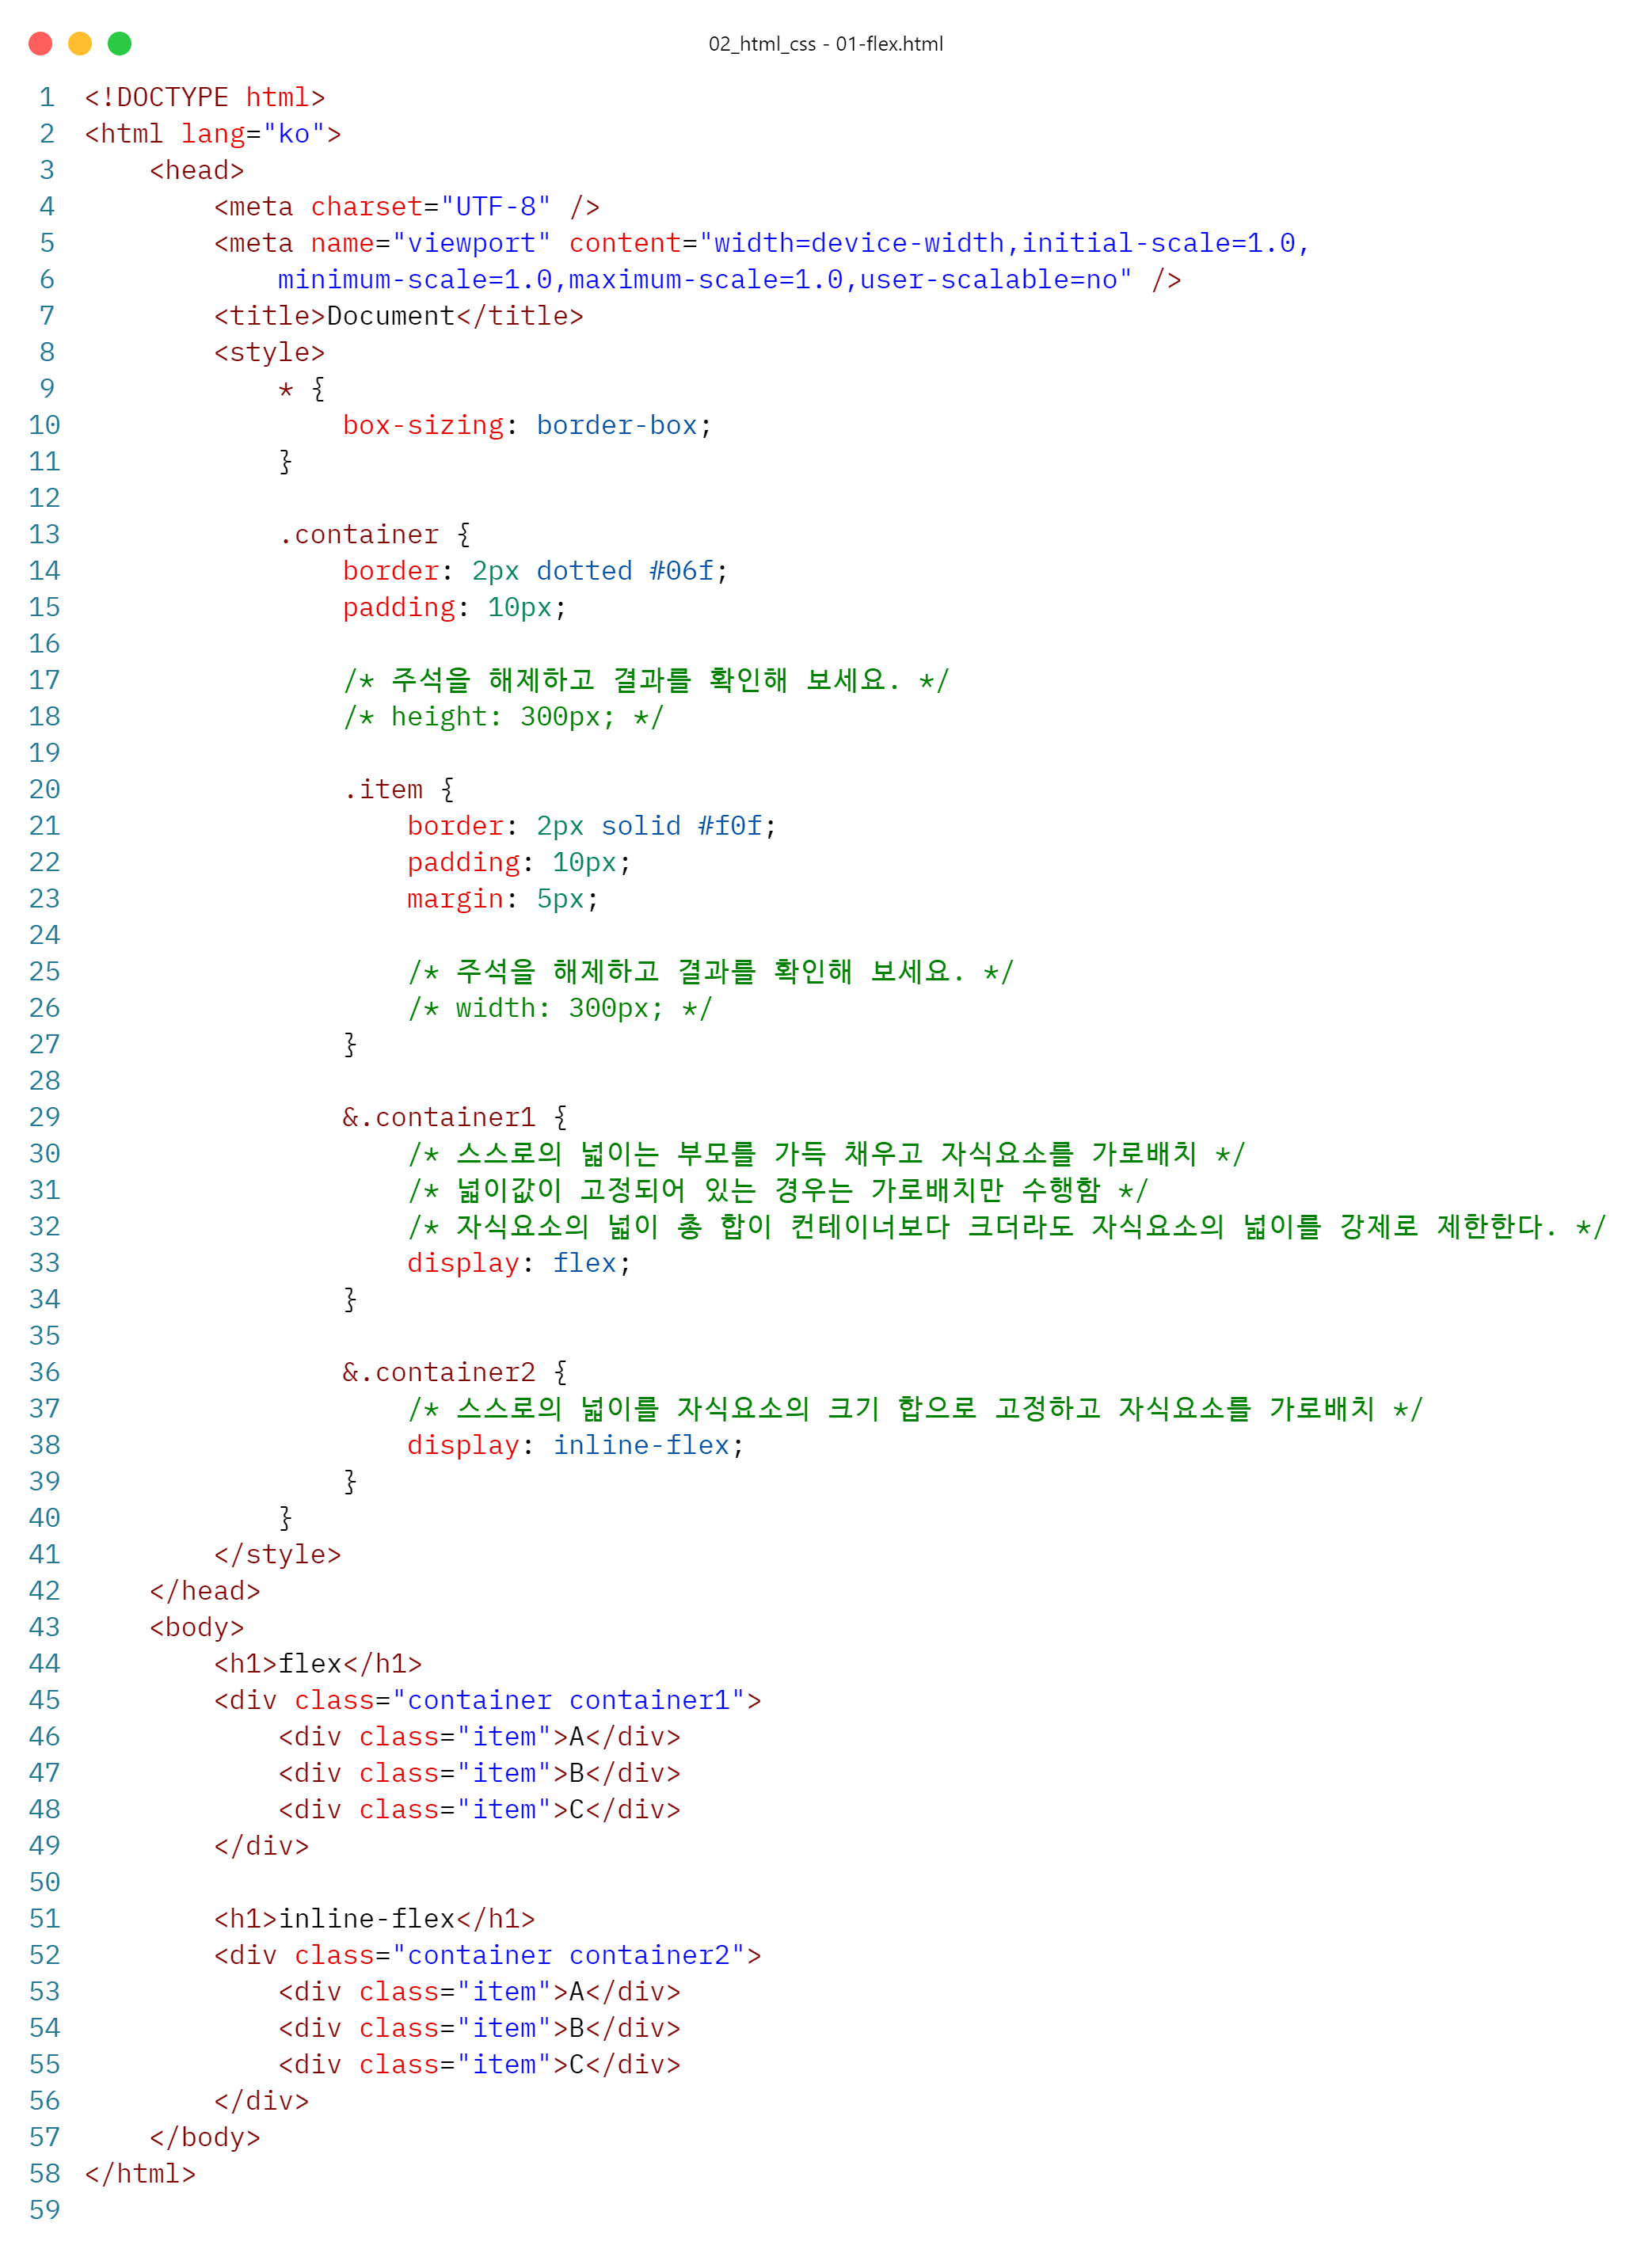 02_html_css - 01-flex.html
1 <!DOCTYPE html>
2 <html lang="ko">
3     <head>
4         <meta charset="UTF-8" />
5         <meta name="viewport" content="width=device-width,initial-scale=1.0,
6             minimum-scale=1.0,maximum-scale=1.0,user-scalable=no" />
7         <title>Document</title>
8         <style>
9             * {
10                 box-sizing: border-box;
11             }
12
13             .container {
14                 border: 2px dotted #06f;
15                 padding: 10px;
16
17                 /* 주석을 해제하고 결과를 확인해 보세요. */
18                 /* height: 300px; */
19
20                 .item {
21                     border: 2px solid #f0f;
22                     padding: 10px;
23                     margin: 5px;
24
25                     /* 주석을 해제하고 결과를 확인해 보세요. */
26                     /* width: 300px; */
27                 }
28
29                 &.container1 {
30                     /* 스스로의 넓이는 부모를 가득 채우고 자식요소를 가로배치 */
31                     /* 넓이값이 고정되어 있는 경우는 가로배치만 수행함 */
32                     /* 자식요소의 넓이 총 합이 컨테이너보다 크더라도 자식요소의 넓이를 강제로 제한한다. */
33                     display: flex;
34                 }
35
36                 &.container2 {
37                     /* 스스로의 넓이를 자식요소의 크기 합으로 고정하고 자식요소를 가로배치 */
38                     display: inline-flex;
39                 }
40             }
41         </style>
42     </head>
43     <body>
44         <h1>flex</h1>
45         <div class="container container1">
46             <div class="item">A</div>
47             <div class="item">B</div>
48             <div class="item">C</div>
49         </div>
50
51         <h1>inline-flex</h1>
52         <div class="container container2">
53             <div class="item">A</div>
54             <div class="item">B</div>
55             <div class="item">C</div>
56         </div>
57     </body>
58 </html>
59